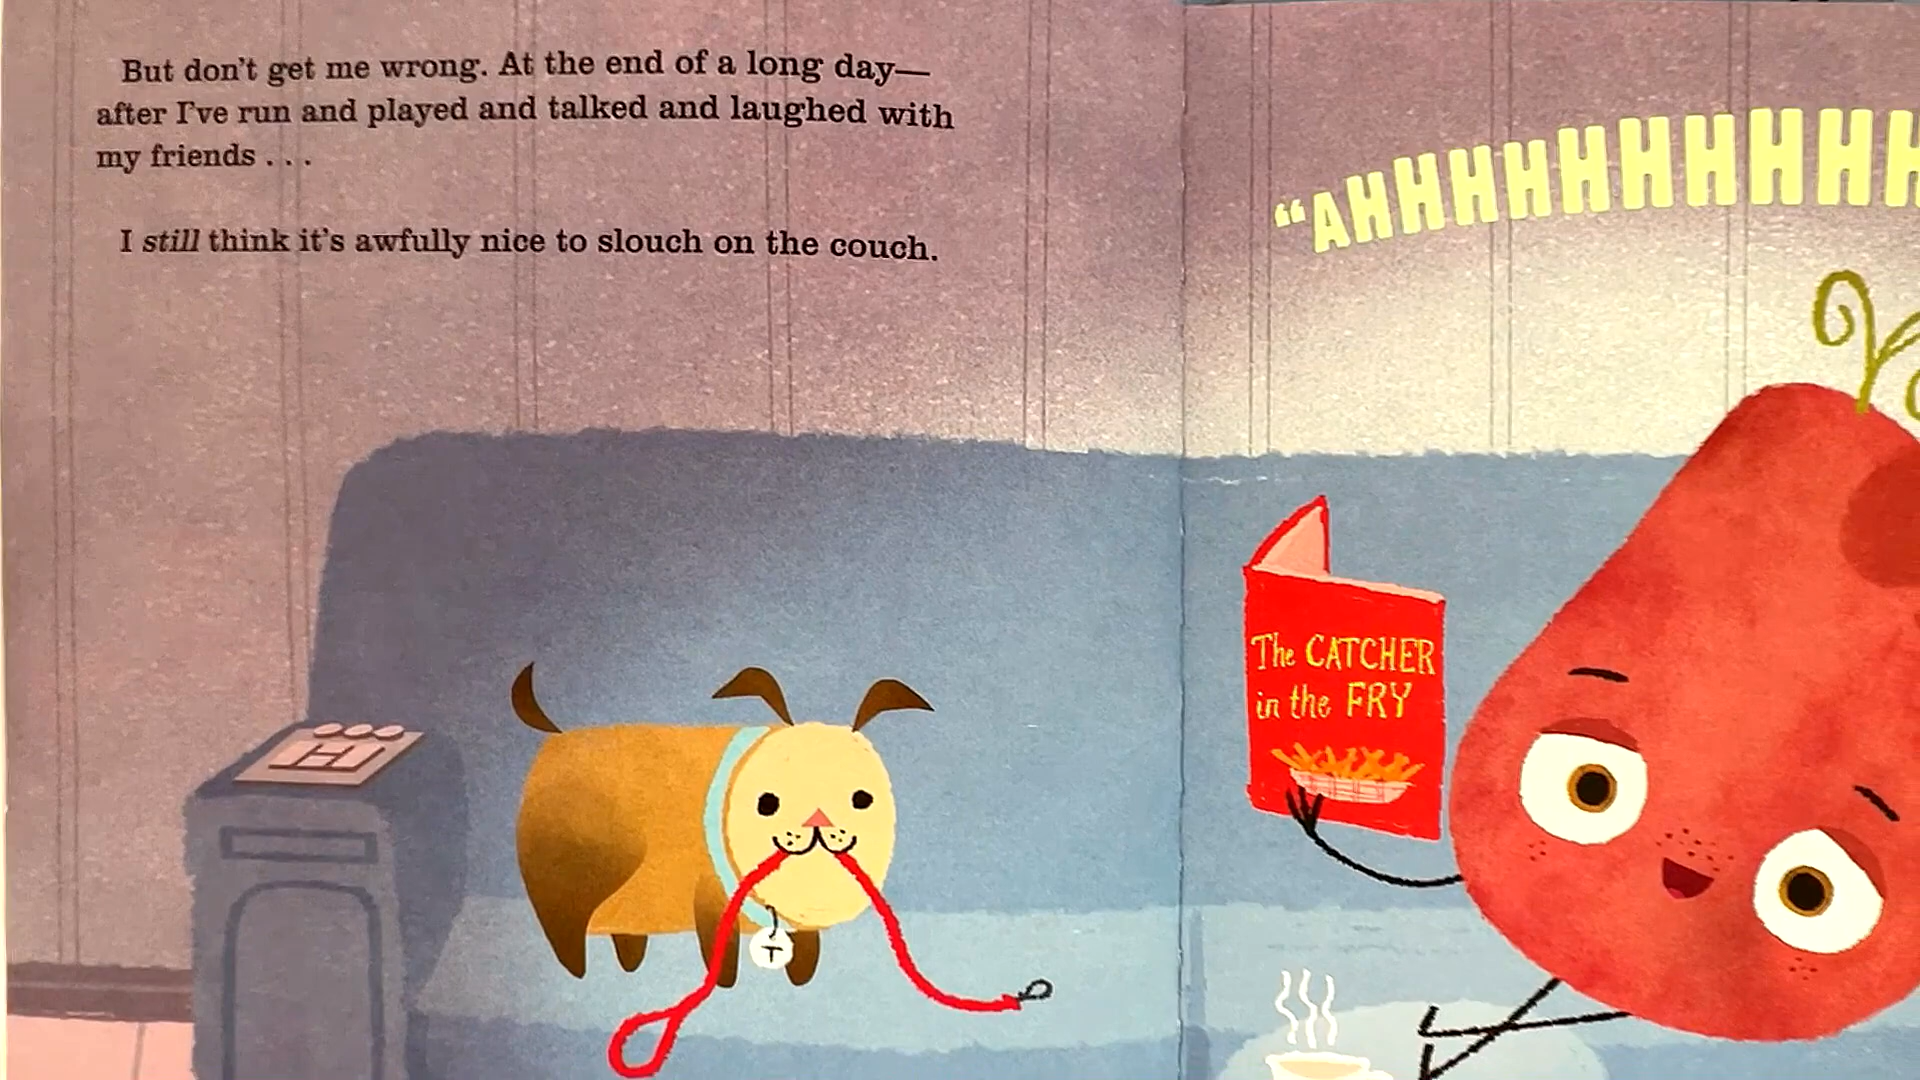 But don't get me wrong. At the end of a long day—
after I've run and played and talked and laughed with
my friends . . .
I still think it's awfully nice to slouch on the couch.
"AHHHHHHHHHH
The CATCHER
in the FRY
T